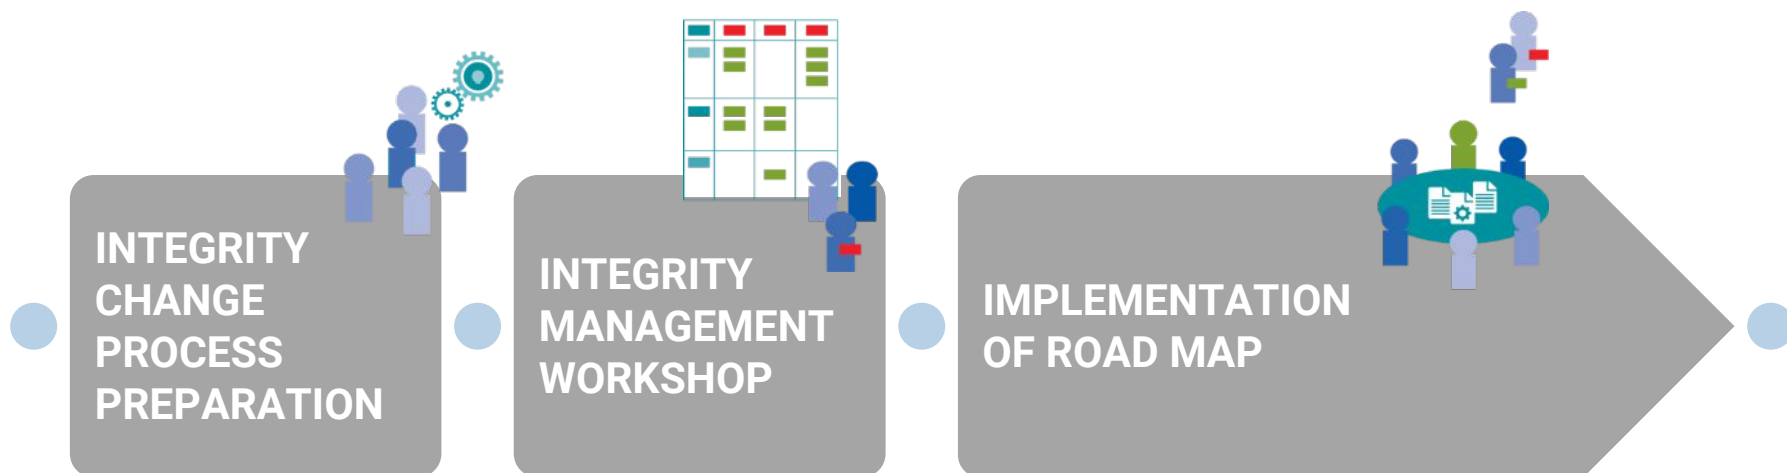 INTEGRITY
CHANGE
PROCESS
PREPARATION
INTEGRITY
MANAGEMENT
WORKSHOP
IMPLEMENTATION
OF ROAD MAP